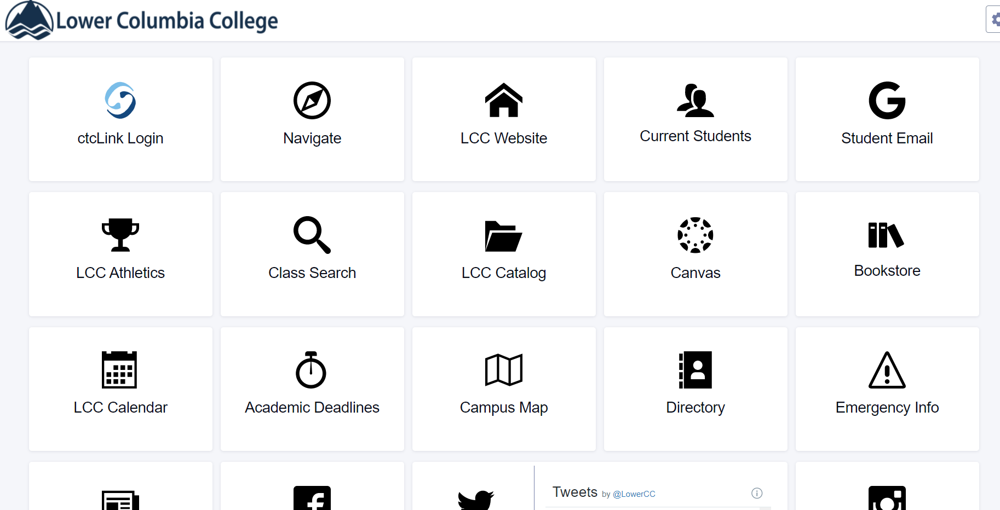 Lower Columbia College
ctcLink Login
Navigate
LCC Website
Current Students
Student Email
LCC Athletics
Class Search
LCC Catalog
Canvas
Bookstore
LCC Calendar
Academic Deadlines
Campus Map
Directory
Emergency Info
Tweets by @LowerCC